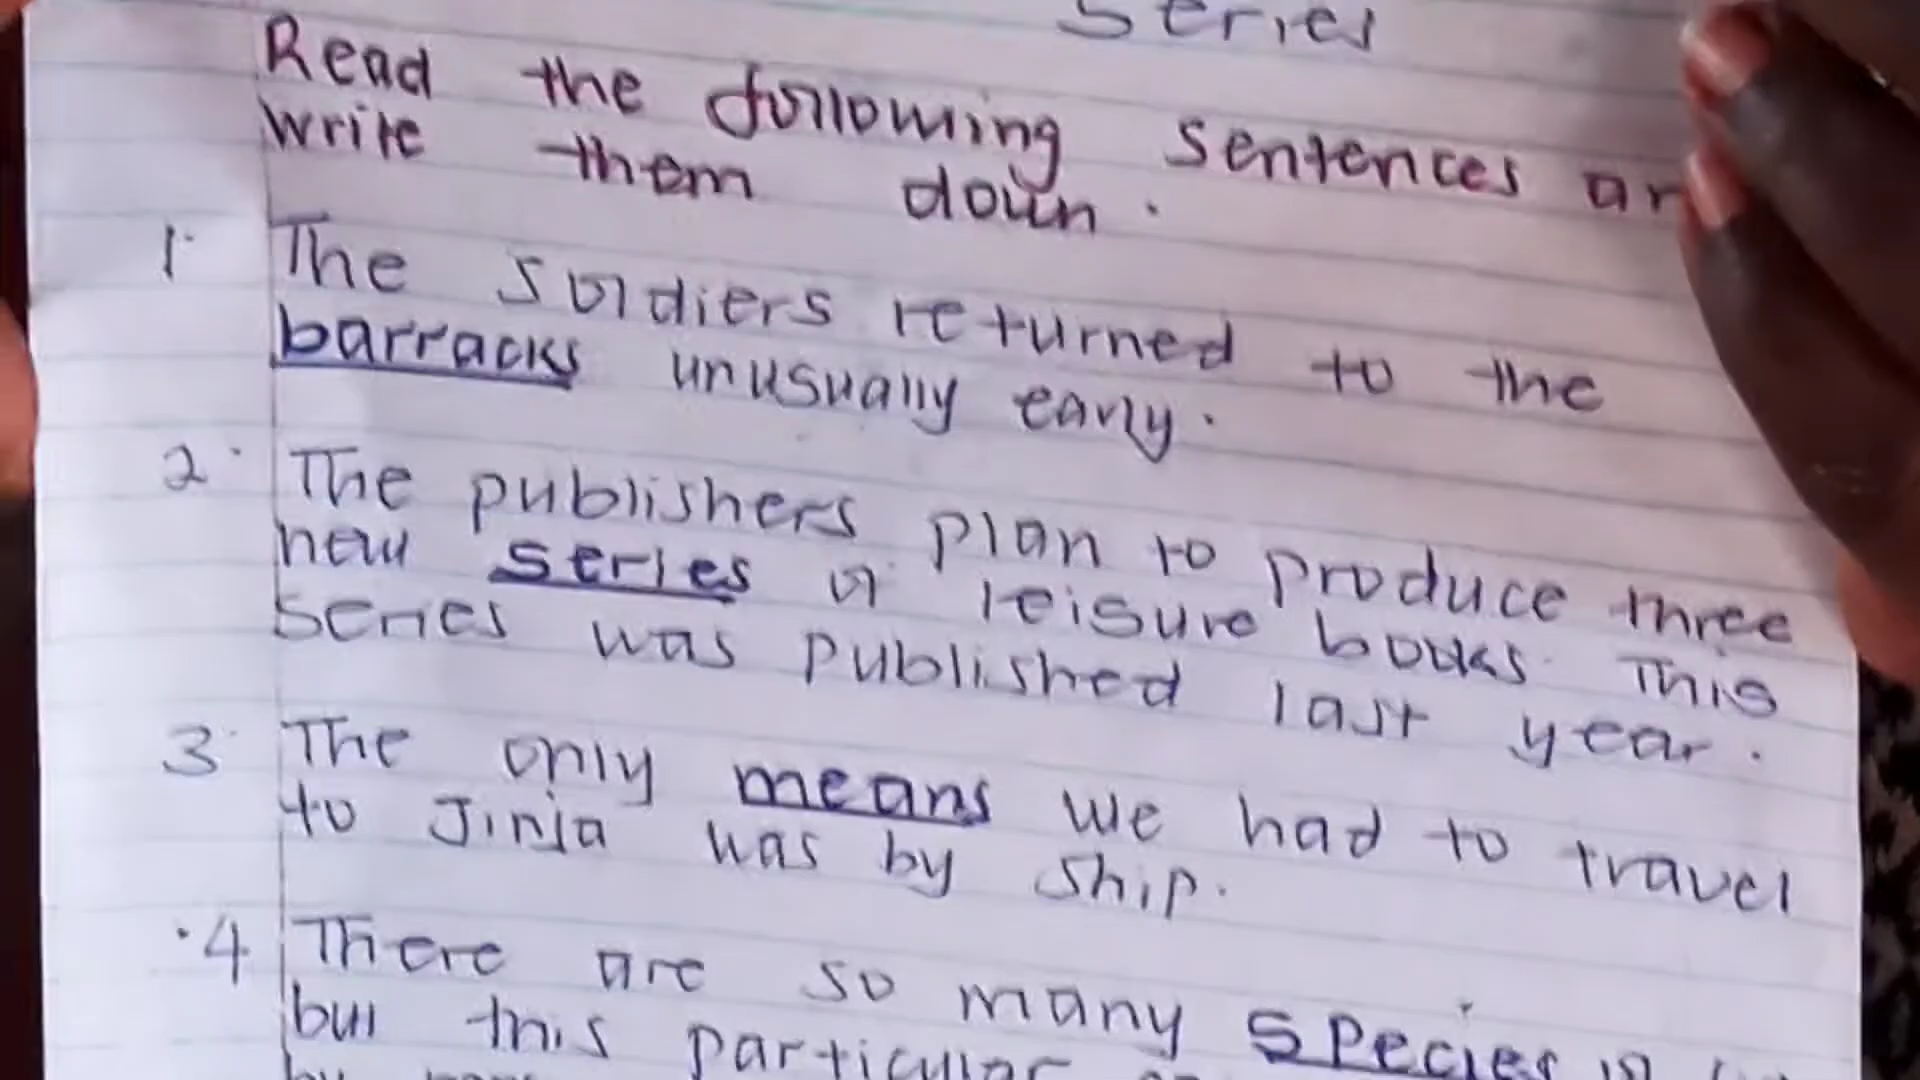 Series
Read the following sentences an
write them down.
1. The soldiers returned to the
barracks unusually early.
2. The publishers plan to produce three
new series of leisure books. This
series was published last year.
3. The only means we had to travel
to Jinja was by ship.
4 There are so many species
but this particular
by